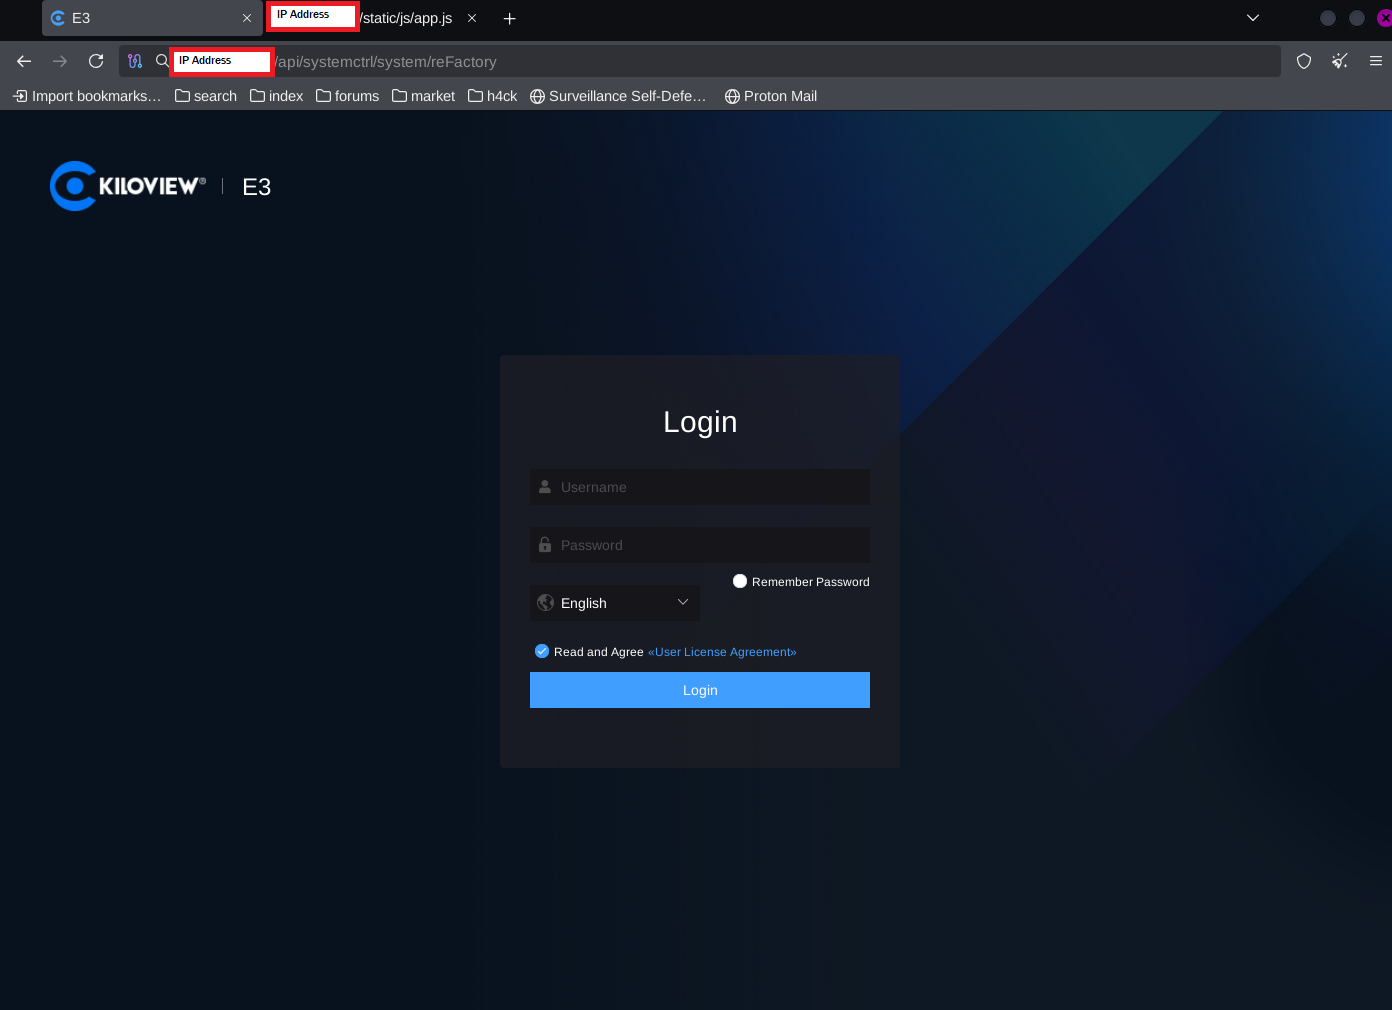 E3
IP Address /static/js/app.js
IP Address /api/systemctrl/system/reFactory
Import bookmarks… search index forums market h4ck Surveillance Self-Defe… Proton Mail
KILOVIEW® E3
Login
Username
Password
Remember Password
English
Read and Agree «User License Agreement»
Login